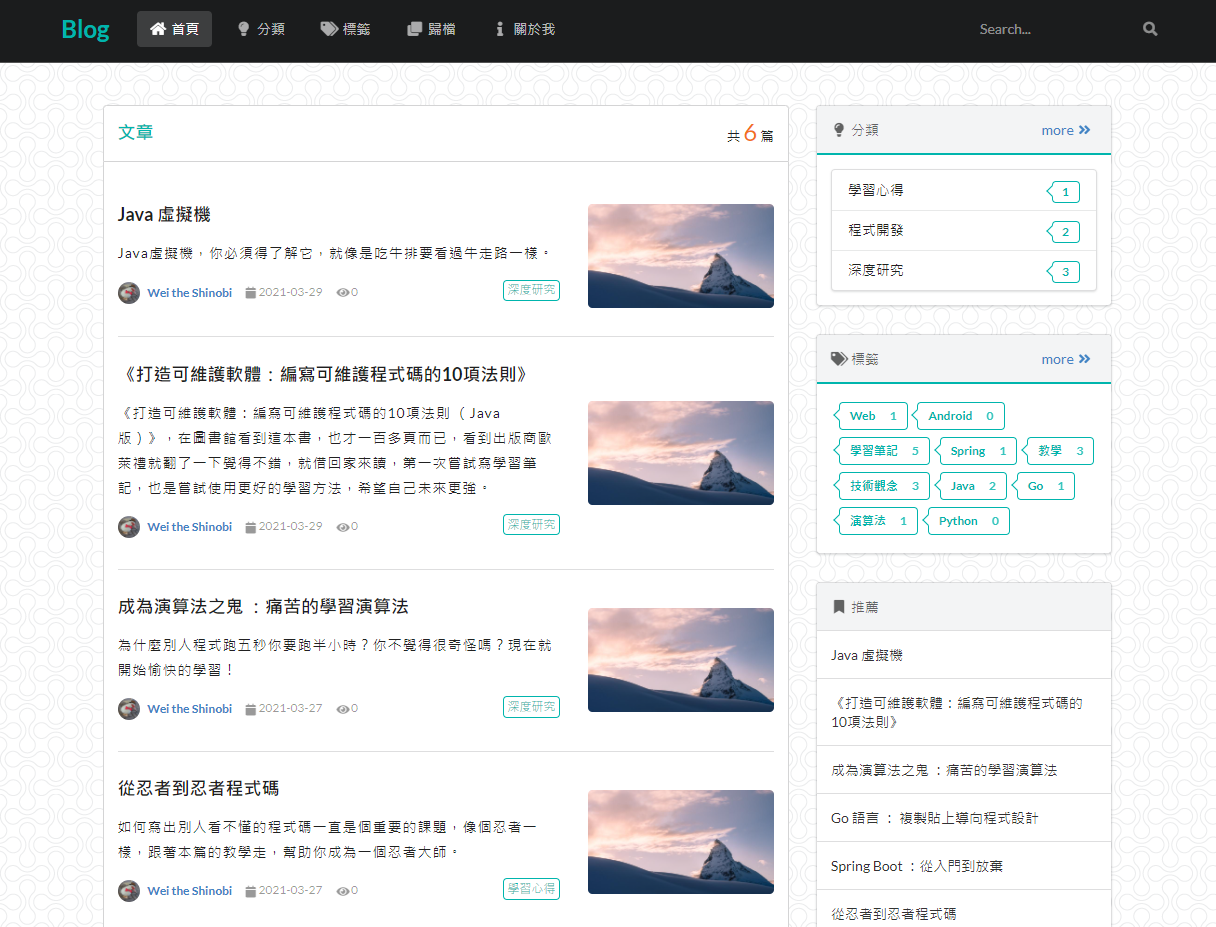 Blog 首頁 分類 標籤 歸檔 關於我 Search...
文章 共 6 篇
Java 虛擬機
Java虛擬機，你必須得了解它，就像是吃牛排要看過牛走路一樣。
Wei the Shinobi 2021-03-29 0 深度研究
《打造可維護軟體：編寫可維護程式碼的10項法則》
《打造可維護軟體：編寫可維護程式碼的10項法則（Java
版）》，在圖書館看到這本書，也才一百多頁而已，看到出版商歐
萊禮就翻了一下覺得不錯，就借回家來讀，第一次嘗試寫學習筆
記，也是嘗試使用更好的學習方法，希望自己未來更強。
Wei the Shinobi 2021-03-29 0 深度研究
成為演算法之鬼 ：痛苦的學習演算法
為什麼別人程式跑五秒你要跑半小時？你不覺得很奇怪嗎？現在就
開始愉快的學習！
Wei the Shinobi 2021-03-27 0 深度研究
從忍者到忍者程式碼
如何寫出別人看不懂的程式碼一直是個重要的課題，像個忍者一
樣，跟著本篇的教學走，幫助你成為一個忍者大師。
Wei the Shinobi 2021-03-27 0 學習心得
分類 more
學習心得 1
程式開發 2
深度研究 3
標籤 more
Web 1 Android 0
學習筆記 5 Spring 1 教學 3
技術觀念 3 Java 2 Go 1
演算法 1 Python 0
推薦
Java 虛擬機
《打造可維護軟體：編寫可維護程式碼的
10項法則》
成為演算法之鬼 ：痛苦的學習演算法
Go 語言 ： 複製貼上導向程式設計
Spring Boot ：從入門到放棄
從忍者到忍者程式碼